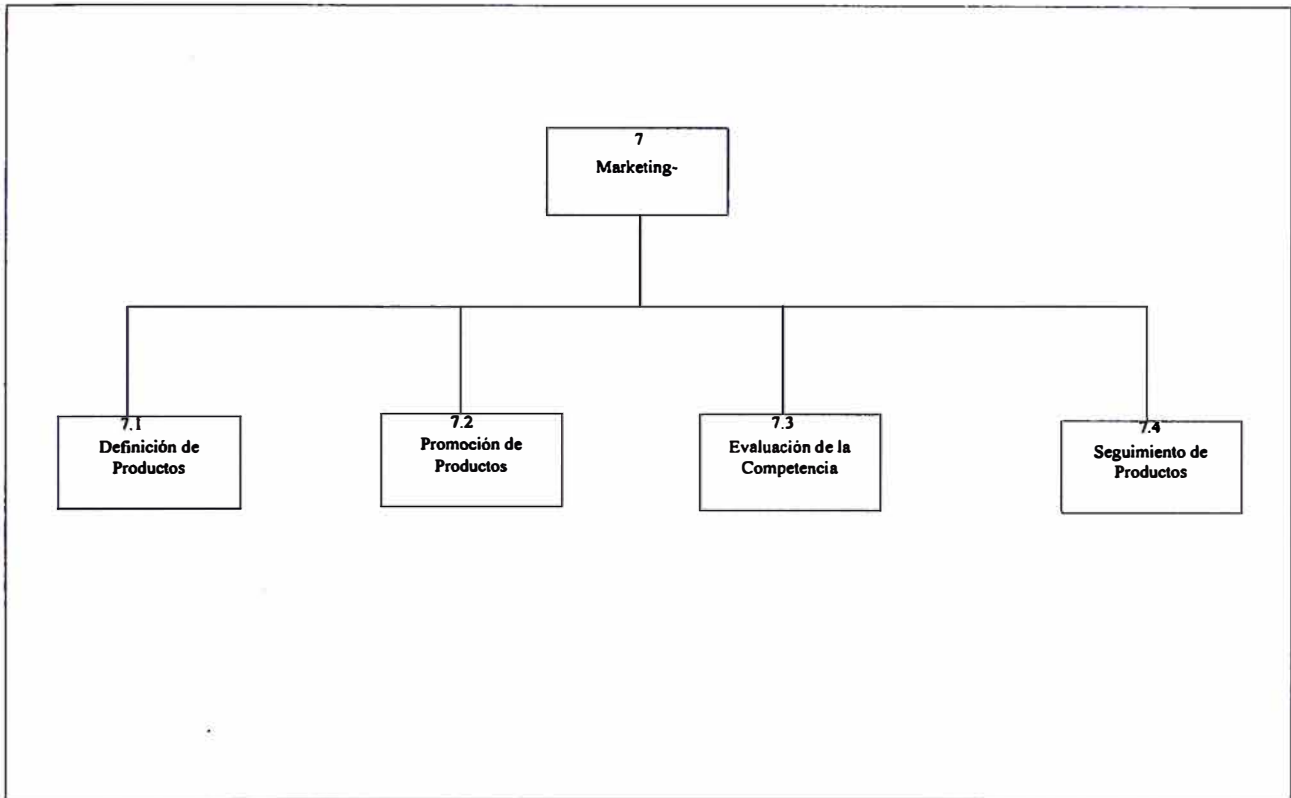 7
Marketing-
7.1
Definición de
Productos
7.2
Promoción de
Productos
7.3
Evaluación de la
Competencia
7.4
Seguimiento de
Productos